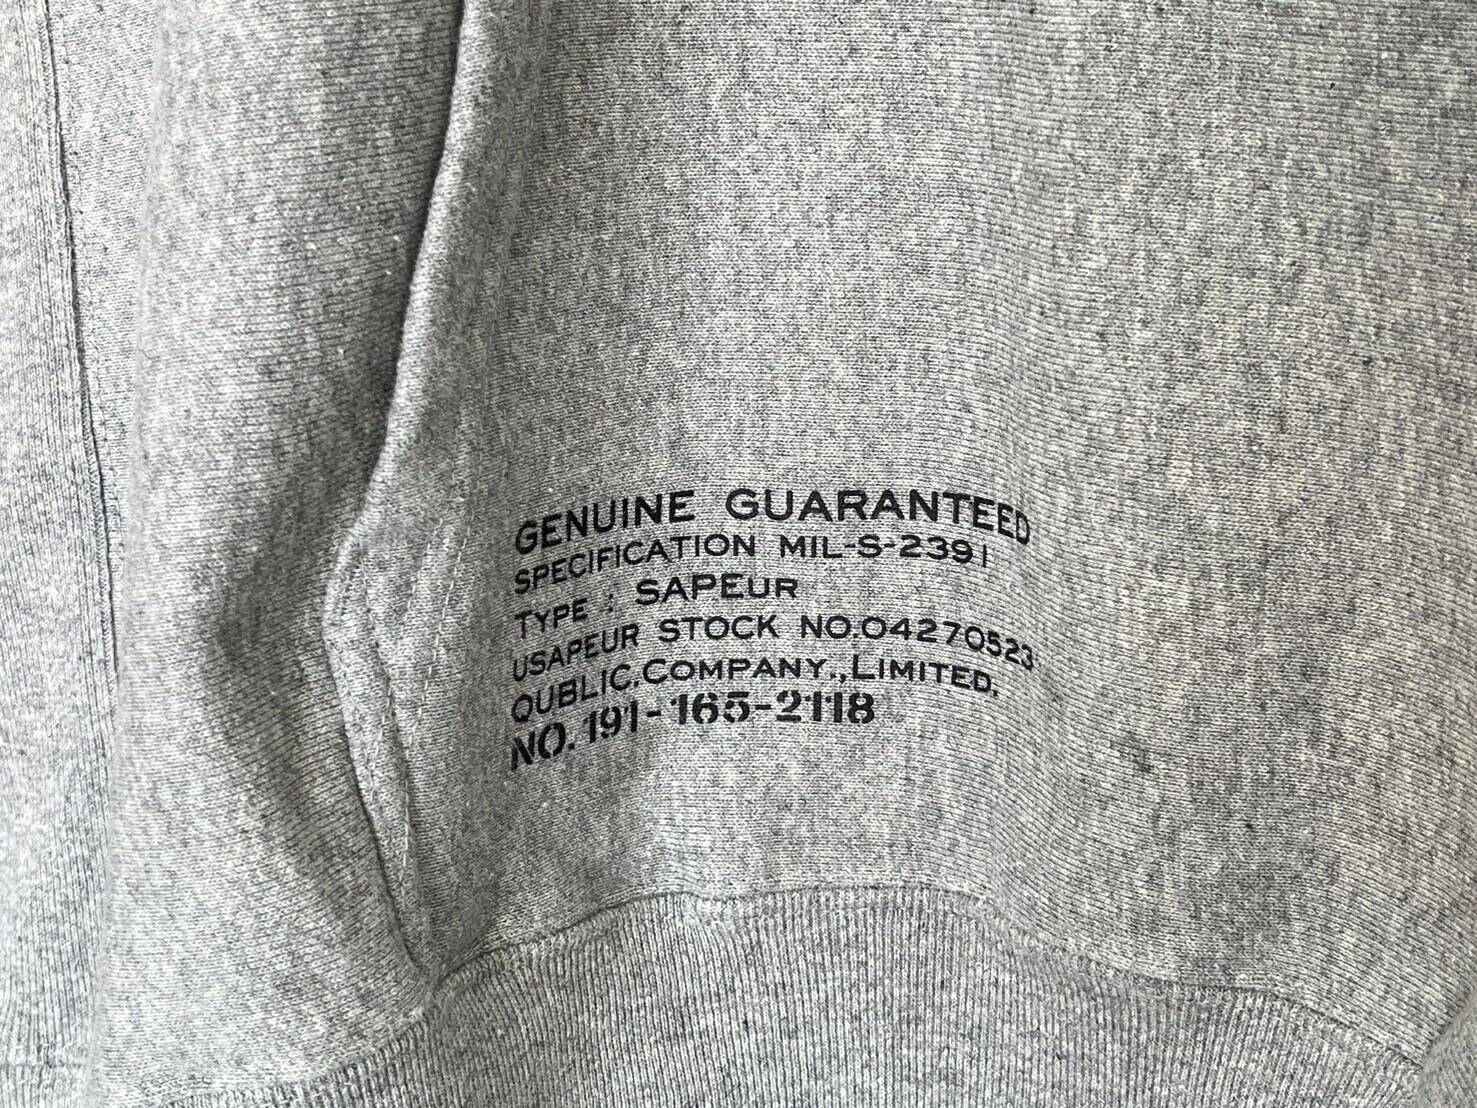 GENUINE GUARANTEED
SPECIFICATION MIL-S-2391
TYPE : SAPEUR
USAPEUR STOCK NO.04270523
QUBLIC.COMPANY.,LIMITED.
NO. 191-165-2118